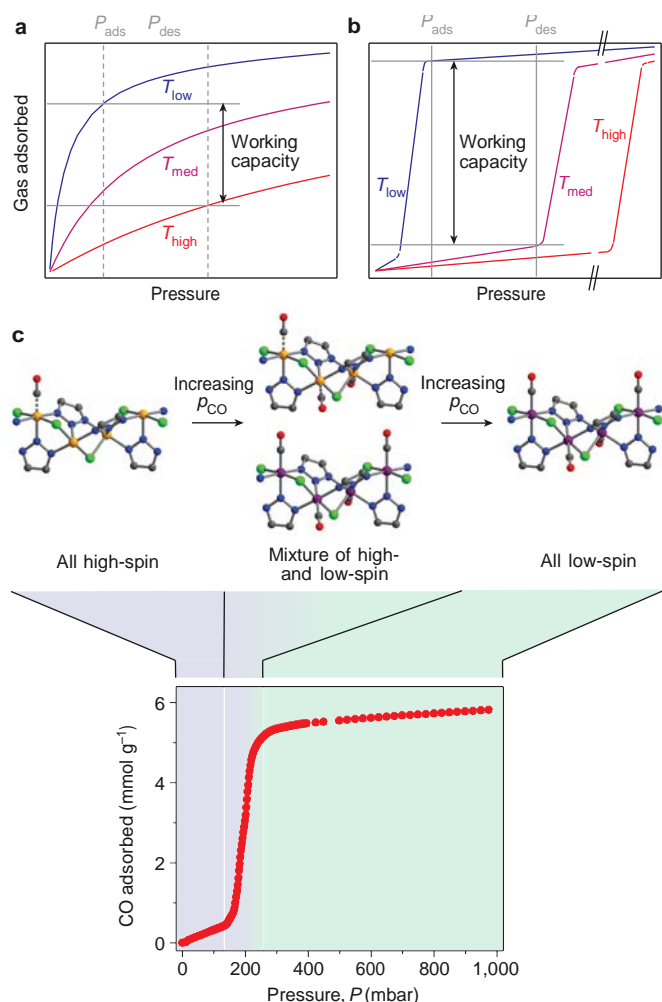 a
P_ads P_des
T_low
T_med
T_high
Working
capacity
Gas adsorbed
Pressure
b
P_ads P_des
T_low
Working
capacity
T_med
T_high
Pressure
c
Increasing
p_CO
Increasing
p_CO
All high-spin
Mixture of high-
and low-spin
All low-spin
CO adsorbed (mmol g⁻¹)
6
4
2
0
0 200 400 600 800 1,000
Pressure, P (mbar)